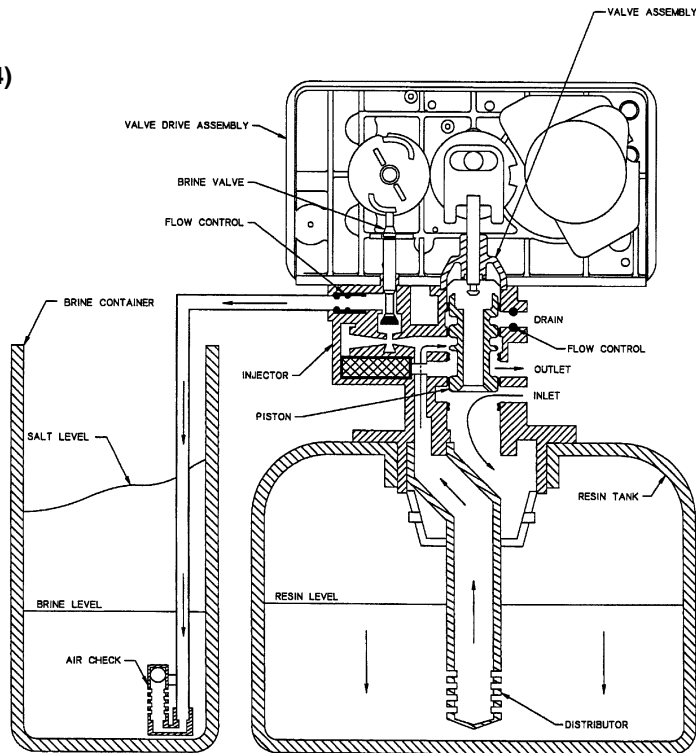 VALVE ASSEMBLY
4)
VALVE DRIVE ASSEMBLY
BRINE VALVE
FLOW CONTROL
BRINE CONTAINER
DRAIN
FLOW CONTROL
INJECTOR
OUTLET
PISTON
INLET
SALT LEVEL
RESIN TANK
BRINE LEVEL
RESIN LEVEL
AIR CHECK
DISTRIBUTOR